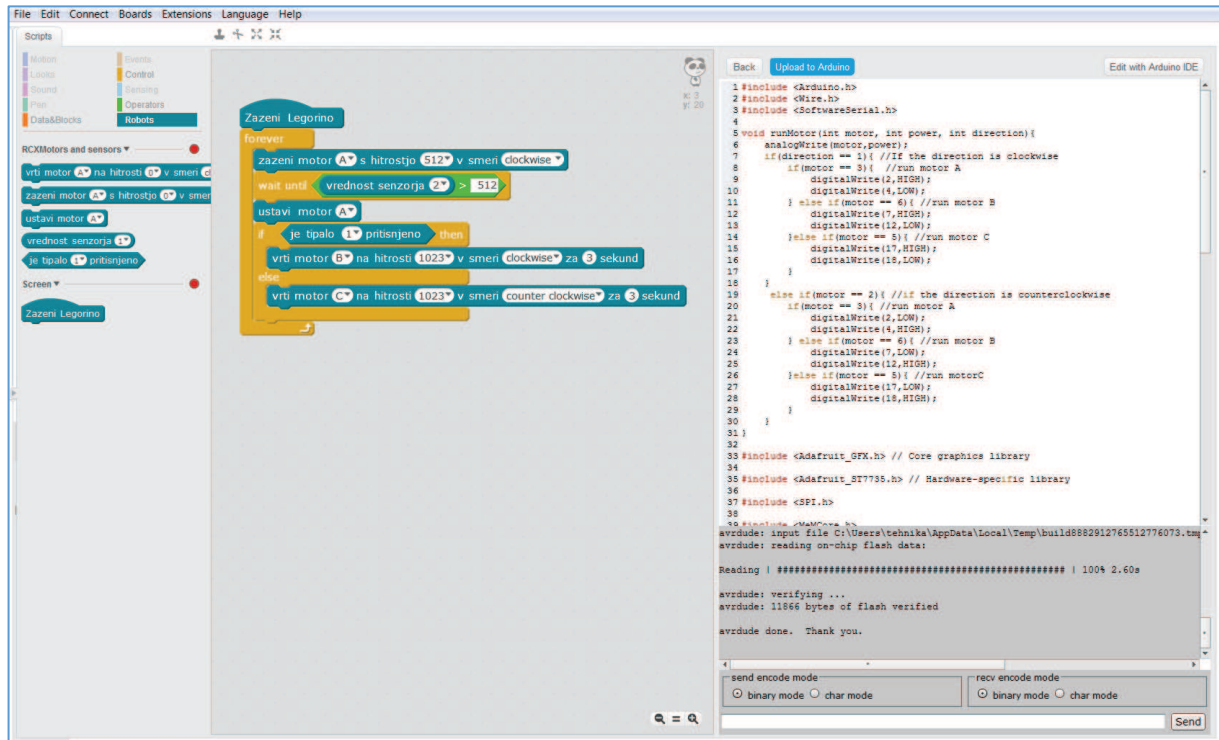 File Edit Connect Boards Extensions Language Help
Scripts
Motion
Events
Looks
Control
Sound
Sensing
Pen
Operators
Data&Blocks
Robots
RCXMotors and sensors
vrti motor A na hitrosti 0 v smeri
zazeni motor A s hitrostjo 0 v smer
ustavi motor A
vrednost senzorja 1
je tipalo 1 pritisnjeno
Screen
Zazeni Legorino
x: 3
y: 20
Zazeni Legorino
forever
zazeni motor A s hitrostjo 512 v smeri clockwise
wait until vrednost senzorja 2 > 512
ustavi motor A
if je tipalo 1 pritisnjeno then
vrti motor B na hitrosti 1023 v smeri clockwise za 3 sekund
else
vrti motor C na hitrosti 1023 v smeri counter clockwise za 3 sekund
Back Upload to Arduino Edit with Arduino IDE
1 #include <Arduino.h>
2 #include <Wire.h>
3 #include <SoftwareSerial.h>
4
5 void runMotor(int motor, int power, int direction){
6 analogWrite(motor,power);
7 if(direction == 1){ //If the direction is clockwise
8 if(motor == 3){ //run motor A
9 digitalWrite(2,HIGH);
10 digitalWrite(4,LOW);
11 } else if(motor == 6){ //run motor B
12 digitalWrite(7,HIGH);
13 digitalWrite(12,LOW);
14 }else if(motor == 5){ //run motor C
15 digitalWrite(17,HIGH);
16 digitalWrite(18,LOW);
17 }
18 }
19 else if(motor == 2){ //if the direction is counterclockwise
20 if(motor == 3){ //run motor A
21 digitalWrite(2,LOW);
22 digitalWrite(4,HIGH);
23 } else if(motor == 6){ //run motor B
24 digitalWrite(7,LOW);
25 digitalWrite(12,HIGH);
26 }else if(motor == 5){ //run motorC
27 digitalWrite(17,LOW);
28 digitalWrite(18,HIGH);
29 }
30 }
31 }
32
33 #include <Adafruit_GFX.h> // Core graphics library
34
35 #include <Adafruit_ST7735.h> // Hardware-specific library
36
37 #include <SPI.h>
38
39 #include <MeMCore.h>
avrdude: input file C:\Users\tehnika\AppData\Local\Temp\build8882912765512776073.tmp
avrdude: reading on-chip flash data:
Reading | ################################################## | 100% 2.60s
avrdude: verifying ...
avrdude: 11866 bytes of flash verified
avrdude done. Thank you.
send encode mode
binary mode char mode
recv encode mode
binary mode char mode
Send